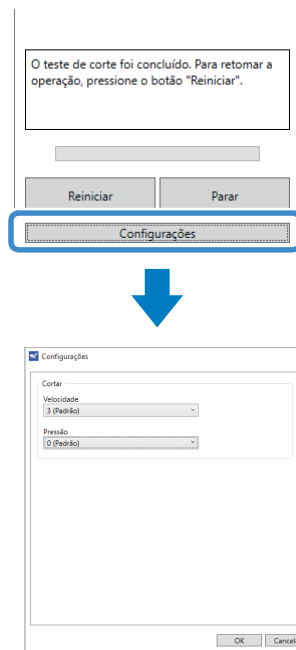 O teste de corte foi concluído. Para retomar a
operação, pressione o botão "Reiniciar".
Reiniciar
Parar
Configurações
Configurações
Cortar
Velocidade
3 (Padrão)
Pressão
0 (Padrão)
OK